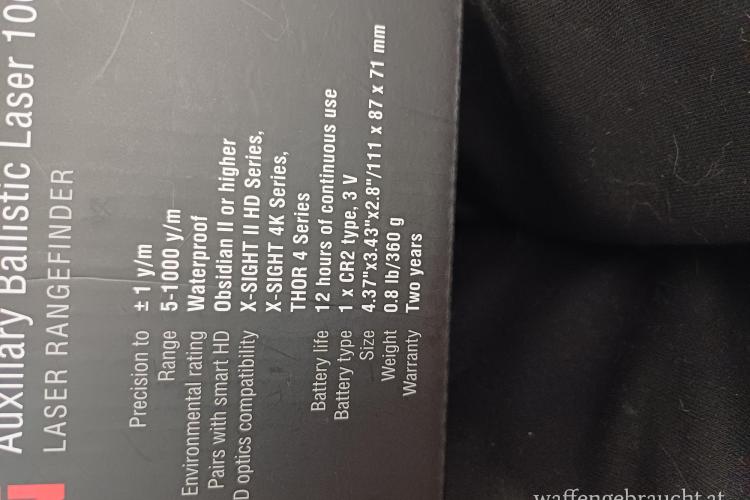 Auxiliary Ballistic Laser
LASER RANGEFINDER
Precision to ± 1 y/m
Range 5-1000 y/m
Environmental rating Waterproof
Pairs with smart HD Obsidian II or higher
D optics compatibility X-SIGHT II HD Series,
X-SIGHT 4K Series,
THOR 4 Series
Battery life 12 hours of continuous use
Battery type 1 x CR2 type, 3 V
Size 4.37"x3.43"x2.8"/111 x 87 x 71 mm
Weight 0.8 lb/360 g
Warranty Two years
waffengebraucht.at